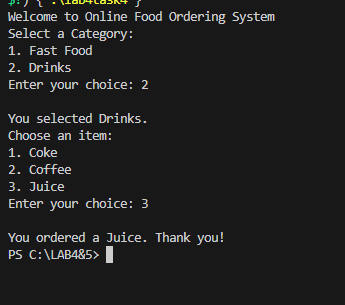 $?) { .\lab4task4 }
Welcome to Online Food Ordering System
Select a Category:
1. Fast Food
2. Drinks
Enter your choice: 2

You selected Drinks.
Choose an item:
1. Coke
2. Coffee
3. Juice
Enter your choice: 3

You ordered a Juice. Thank you!
PS C:\LAB4&5>